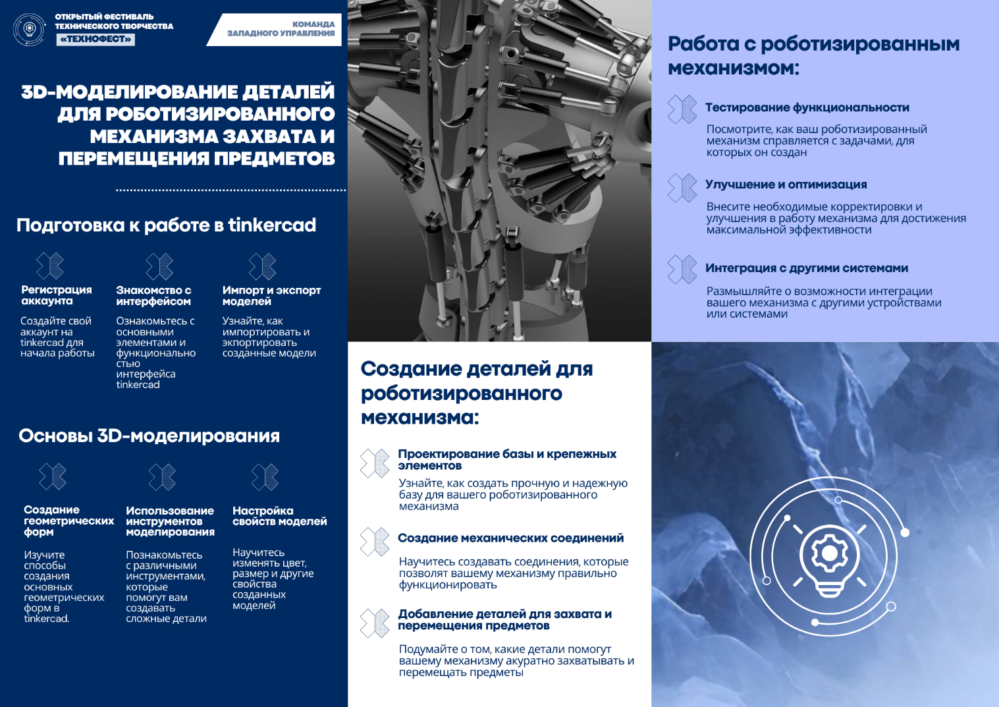 ОТКРЫТЫЙ ФЕСТИВАЛЬ
ТЕХНИЧЕСКОГО ТВОРЧЕСТВА
«ТЕХНОФЕСТ»
КОМАНДА
ЗАПАДНОГО УПРАВЛЕНИЯ
3D-МОДЕЛИРОВАНИЕ ДЕТАЛЕЙ
ДЛЯ РОБОТИЗИРОВАННОГО
МЕХАНИЗМА ЗАХВАТА И
ПЕРЕМЕЩЕНИЯ ПРЕДМЕТОВ
Подготовка к работе в tinkercad
Регистрация
аккаунта
Создайте свой
аккаунт на
tinkercad для
начала работы
Знакомство с
интерфейсом
Ознакомьтесь с
основными
элементами и
функционально
стью
интерфейса
tinkercad
Импорт и экспорт
моделей
Узнайте, как
импортировать и
экпортировать
созданные модели
Основы 3D-моделирования
Создание
геометрических
форм
Изучите
способы
создания
основных
геометрических
форм в
tinkercad.
Использование
инструментов
моделирования
Познакомьтесь
с различными
инструментами,
которые
помогут вам
создавать
сложные детали
Настройка
свойств моделей
Научитесь
изменять цвет,
размер и другие
свойства
созданных
моделей
Создание деталей для
роботизированного
механизма:
Проектирование базы и крепежных
элементов
Узнайте, как создать прочную и надежную
базу для вашего роботизированного
механизма
Создание механических соединений
Научитесь создавать соединения, которые
позволят вашему механизму правильно
функционировать
Добавление деталей для захвата и
перемещения предметов
Подумайте о том, какие детали помогут
вашему механизму акуратно захватывать и
перемещать предметы
Работа с роботизированным
механизмом:
Тестирование функциональности
Посмотрите, как ваш роботизированный
механизм справляется с задачами, для
которых он создан
Улучшение и оптимизация
Внесите необходимые корректировки и
улучшения в работу механизма для достижения
максимальной эффективности
Интеграция с другими системами
Размышляйте о возможности интеграции
вашего механизма с другими устройствами
или системами